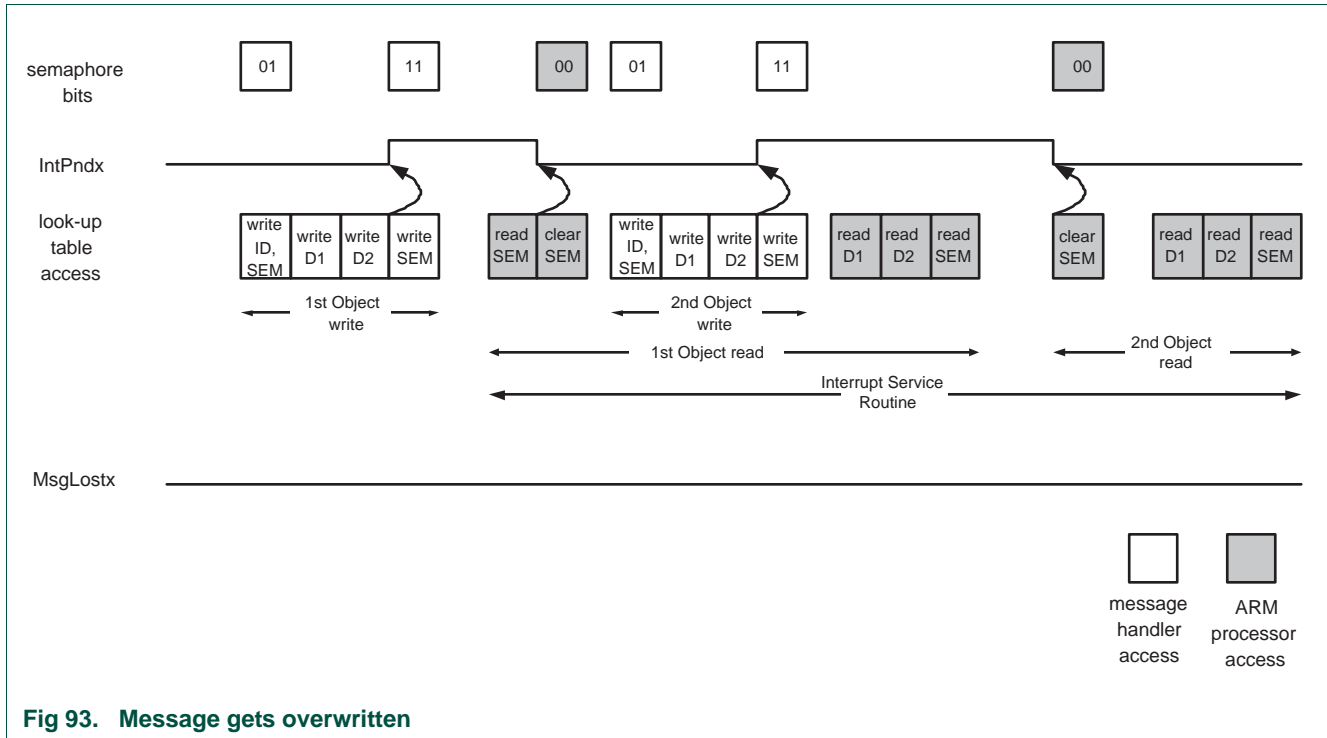 semaphore
bits
01
11
00
01
11
00
IntPndx
look-up
table
access
write
ID,
SEM
write
D1
write
D2
write
SEM
read
SEM
clear
SEM
write
ID,
SEM
write
D1
write
D2
write
SEM
read
D1
read
D2
read
SEM
clear
SEM
read
D1
read
D2
read
SEM
1st Object
write
2nd Object
write
1st Object read
2nd Object
read
Interrupt Service
Routine
MsgLostx
message
handler
access
ARM
processor
access
Fig 93. Message gets overwritten